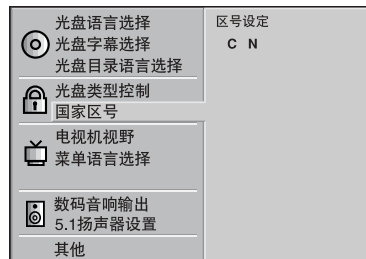 光盘语言选择
光盘字幕选择
光盘目录语言选择
光盘类型控制
国家区号
电视机视野
菜单语言选择
数码音响输出
5.1扬声器设置
其他
区号设定
C N